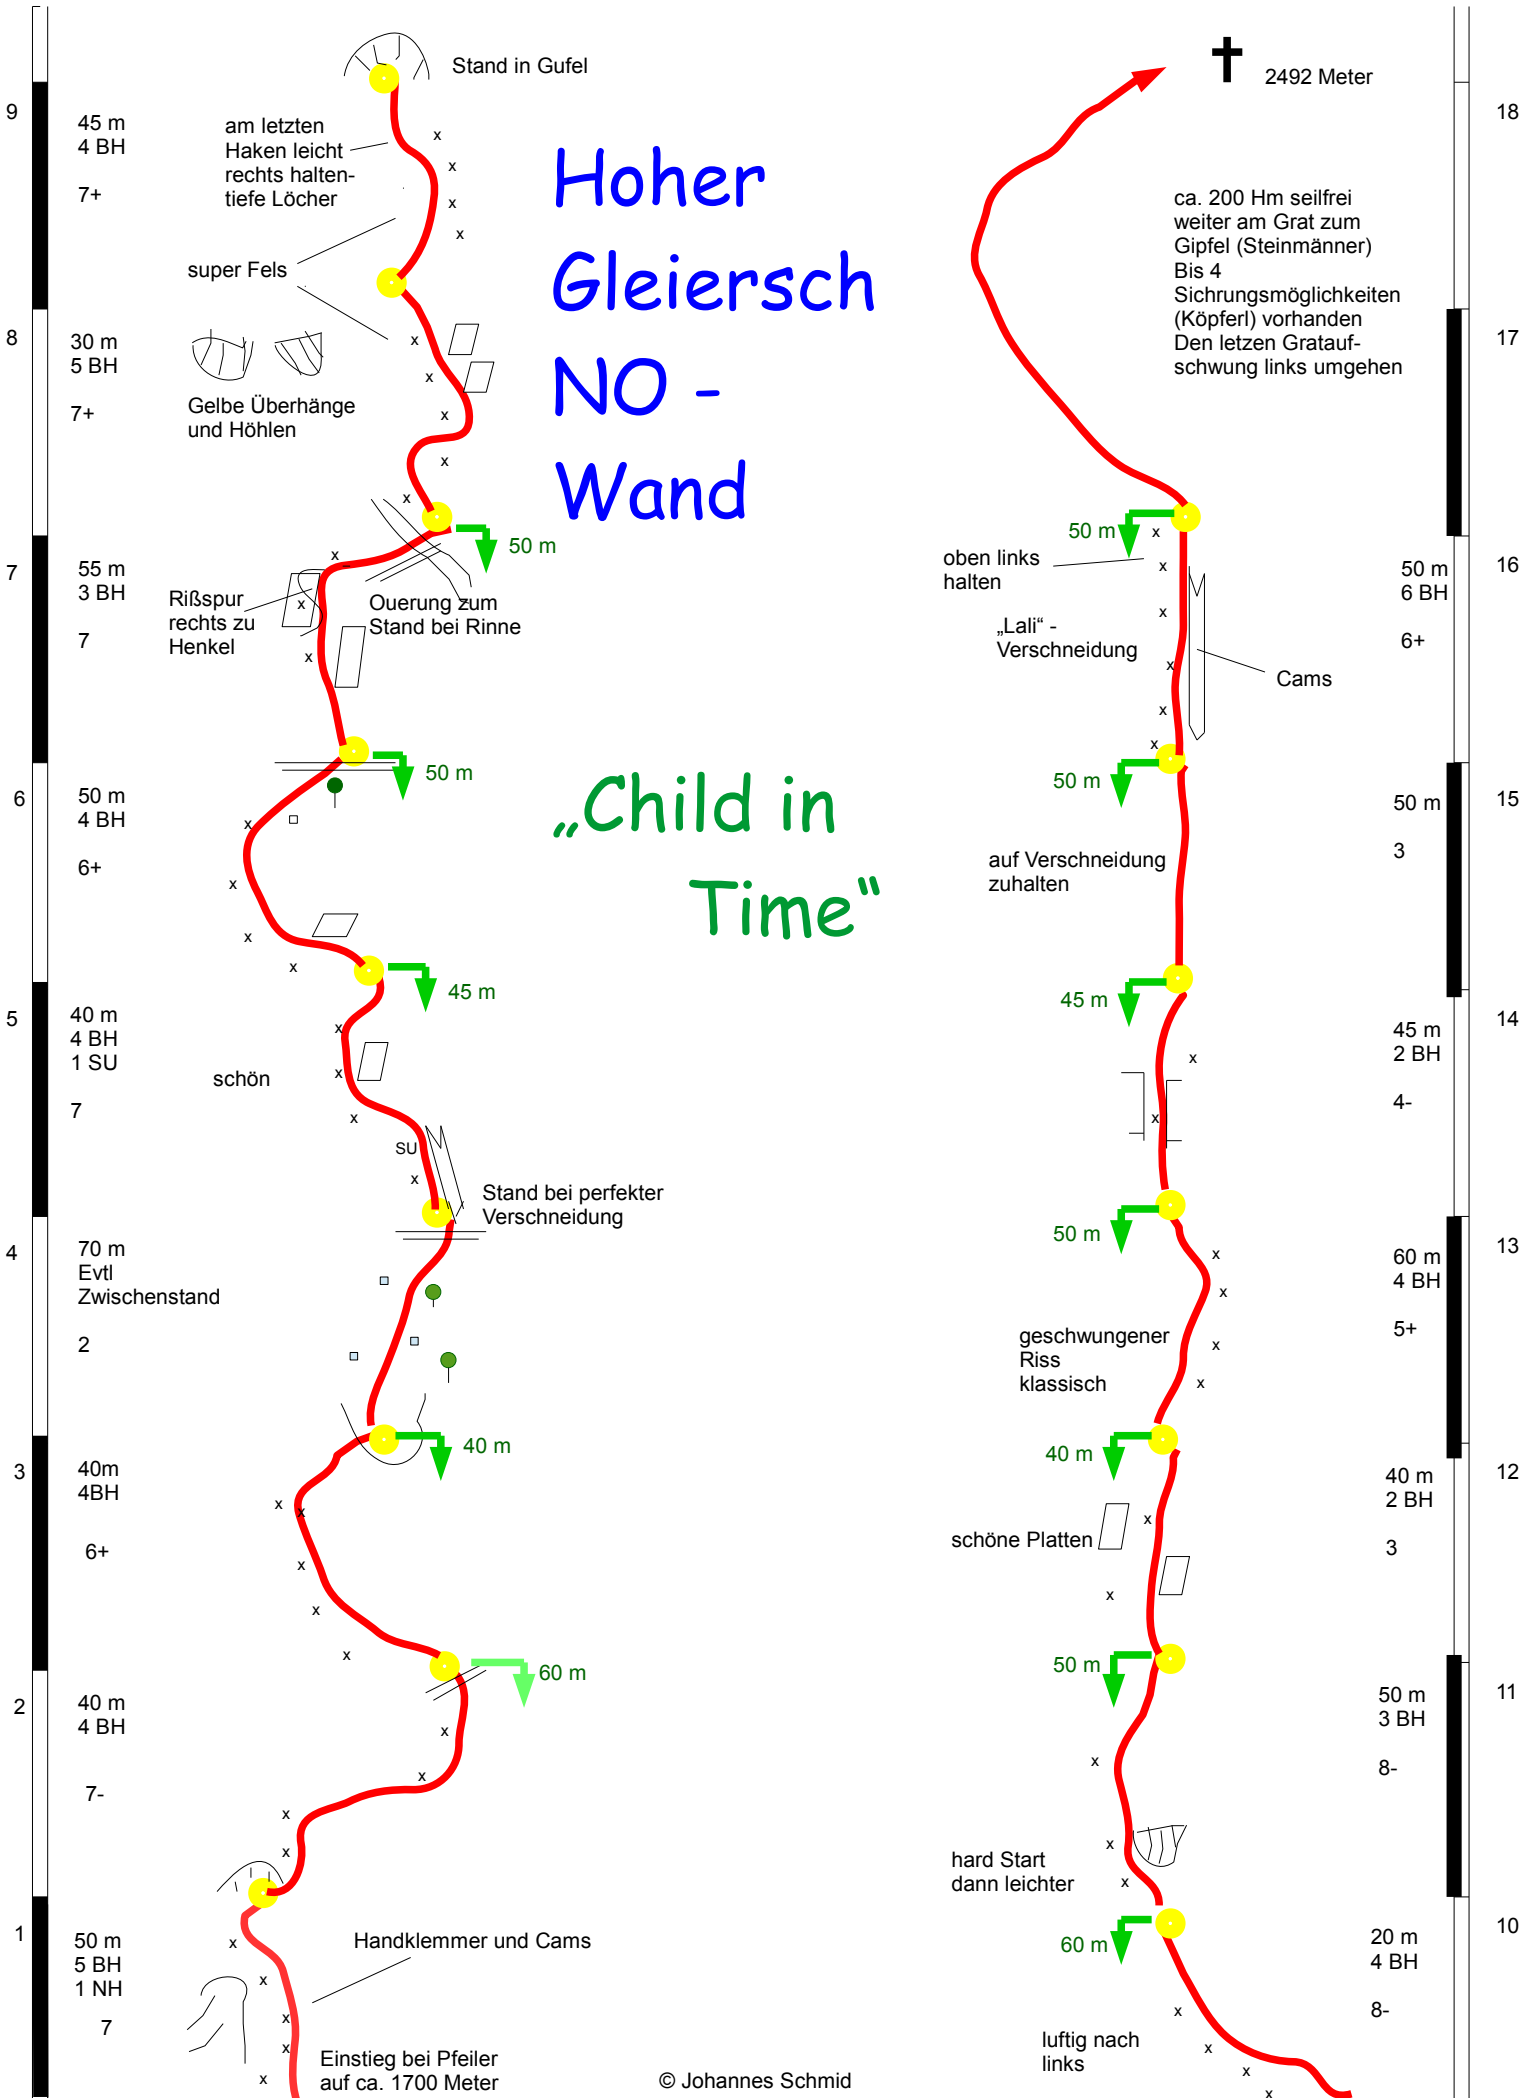 Stand in Gufel
9
45 m
4 BH
7+
am letzten
Haken leicht
rechts halten-
tiefe Löcher
super Fels
8
30 m
5 BH
7+
Gelbe Überhänge
und Höhlen
Hoher
Gleiersch
NO -
Wand
50 m
7
55 m
3 BH
7
Rißspur
rechts zu
Henkel
Ouerung zum
Stand bei Rinne
50 m
6
50 m
4 BH
6+
„Child in
Time“
45 m
5
40 m
4 BH
1 SU
7
schön
SU
Stand bei perfekter
Verschneidung
4
70 m
Evtl
Zwischenstand
2
40 m
3
40m
4BH
6+
60 m
2
40 m
4 BH
7-
1
50 m
5 BH
1 NH
7
Handklemmer und Cams
Einstieg bei Pfeiler
auf ca. 1700 Meter
© Johannes Schmid
2492 Meter
18
ca. 200 Hm seilfrei
weiter am Grat zum
Gipfel (Steinmänner)
Bis 4
Sichrungsmöglichkeiten
(Köpferl) vorhanden
Den letzen Gratauf-
schwung links umgehen
17
50 m
oben links
halten
„Lali“ -
Verschneidung
Cams
50 m
6 BH
6+
16
50 m
auf Verschneidung
zuhalten
50 m
3
15
45 m
45 m
2 BH
4-
14
50 m
geschwungener
Riss
klassisch
60 m
4 BH
5+
13
40 m
schöne Platten
40 m
2 BH
3
12
50 m
hard Start
dann leichter
50 m
3 BH
8-
11
60 m
luftig nach
links
20 m
4 BH
8-
10